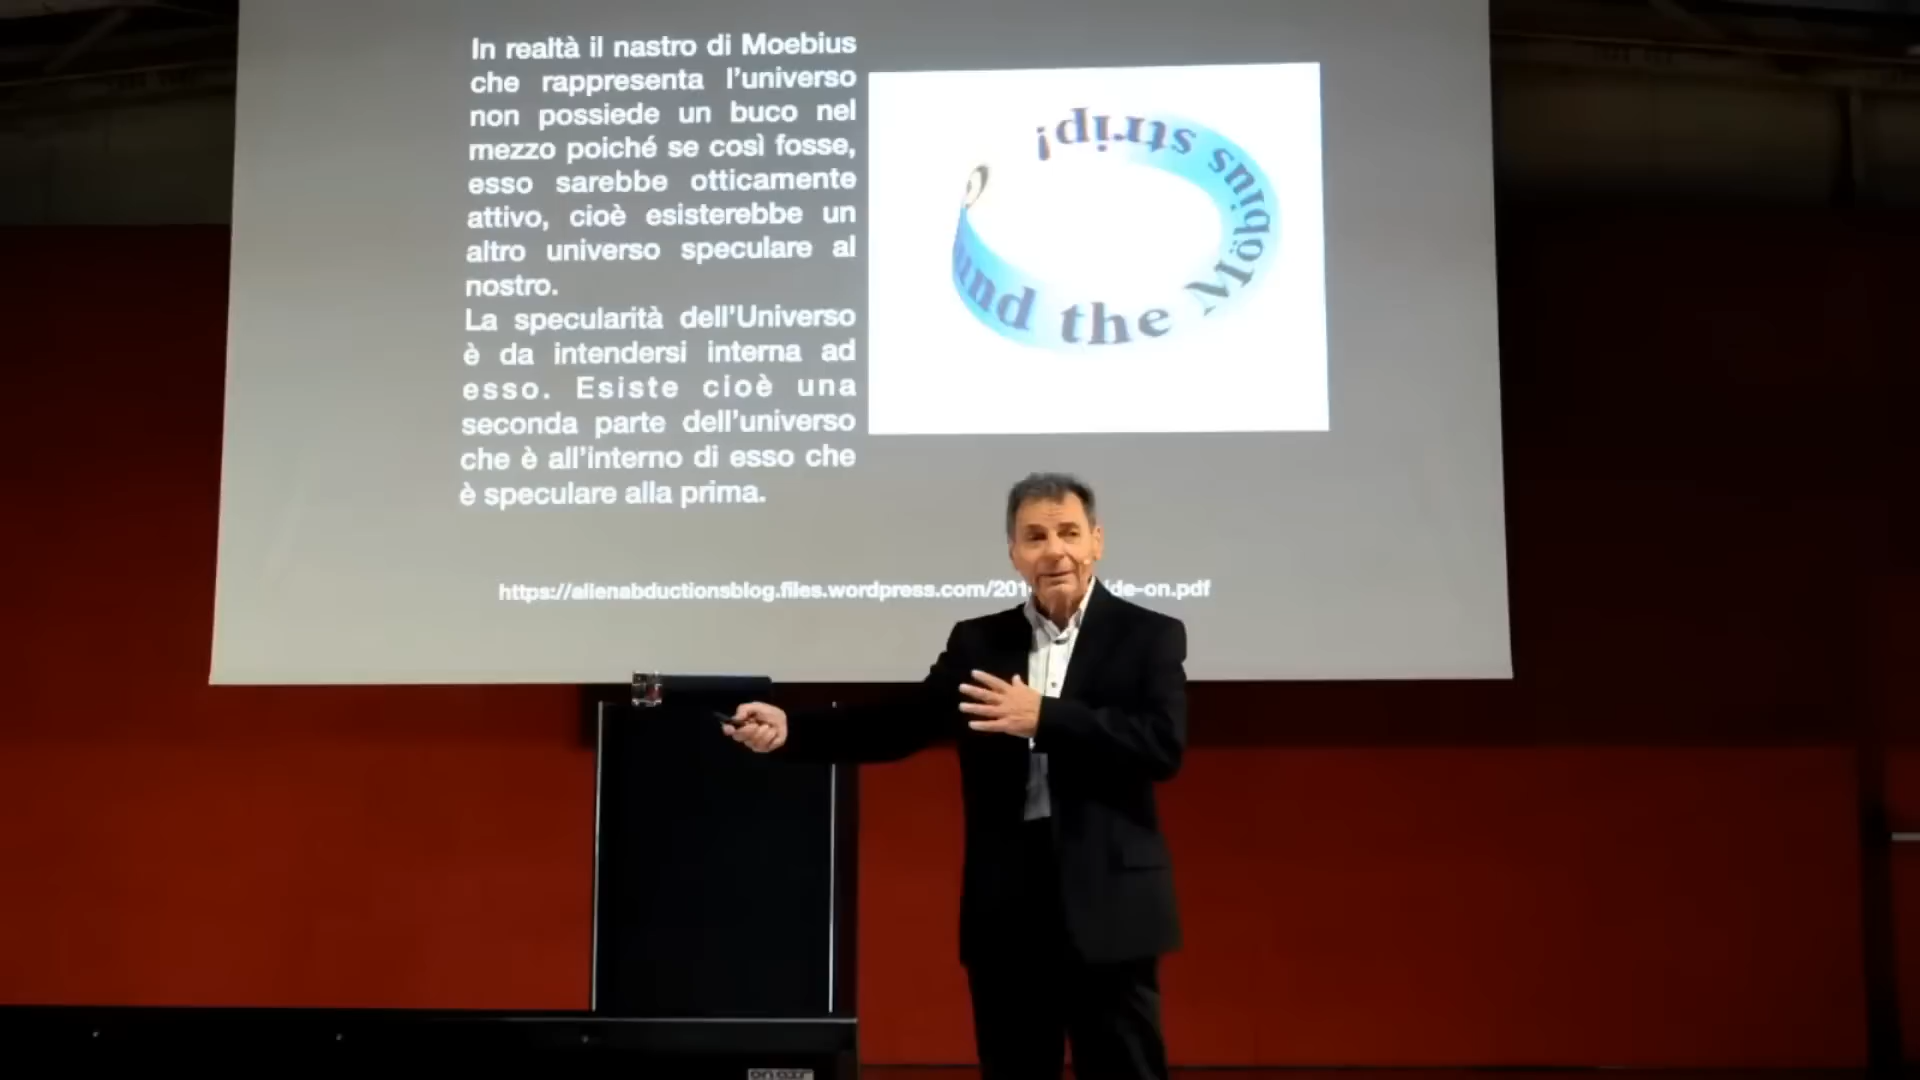 In realtà il nastro di Moebius
che rappresenta l'universo
non possiede un buco nel
mezzo poiché se così fosse,
esso sarebbe otticamente
attivo, cioè esisterebbe un
altro universo speculare al
nostro.
La specularità dell'Universo
è da intendersi interna ad
esso. Esiste cioè una
seconda parte dell'universo
che è all'interno di esso che
è speculare alla prima.
und the Möbius strip!
https://alienabductionsblog.files.wordpress.com/201 ide-on.pdf